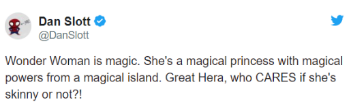 Dan Slott
@DanSlott
Wonder Woman is magic. She's a magical princess with magical
powers from a magical island. Great Hera, who CARES if she's
skinny or not?!